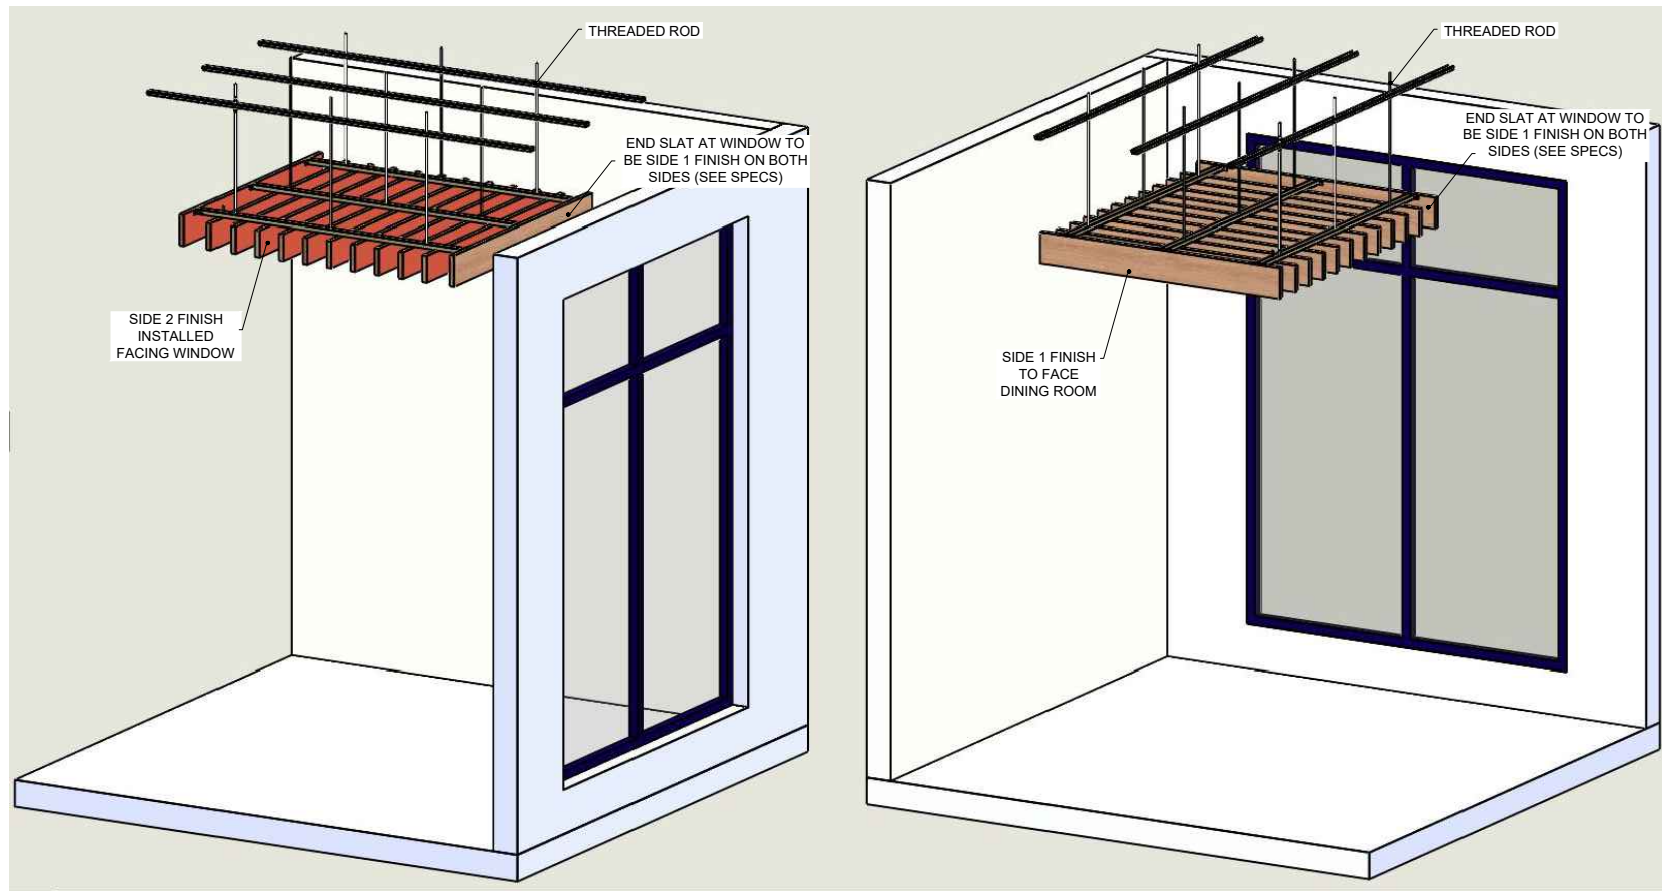 THREADED ROD
END SLAT AT WINDOW TO
BE SIDE 1 FINISH ON BOTH
SIDES (SEE SPECS)
SIDE 2 FINISH
INSTALLED
FACING WINDOW
THREADED ROD
END SLAT AT WINDOW TO
BE SIDE 1 FINISH ON BOTH
SIDES (SEE SPECS)
SIDE 1 FINISH
TO FACE
DINING ROOM